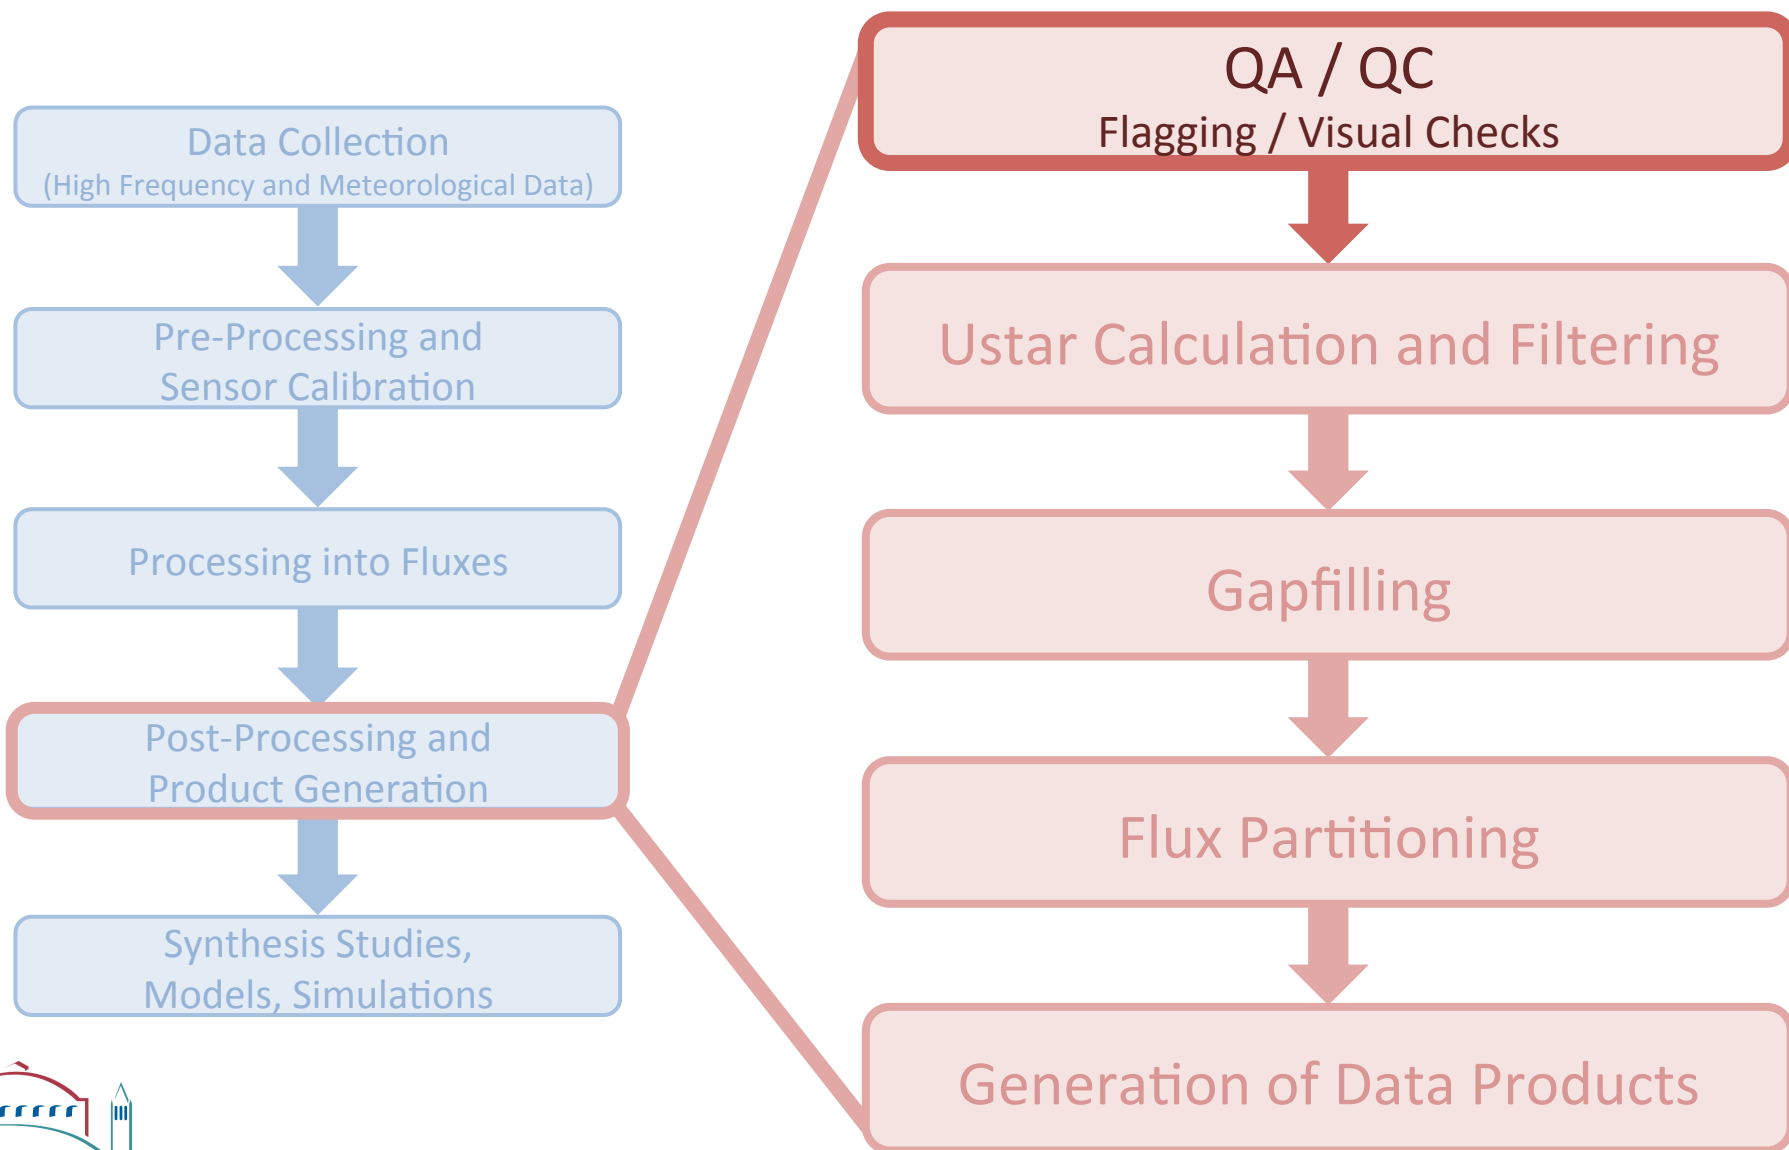 Data Collection
(High Frequency and Meteorological Data)
Pre-Processing and
Sensor Calibration
Processing into Fluxes
Post-Processing and
Product Generation
Synthesis Studies,
Models, Simulations
QA / QC
Flagging / Visual Checks
Ustar Calculation and Filtering
Gapfilling
Flux Partitioning
Generation of Data Products